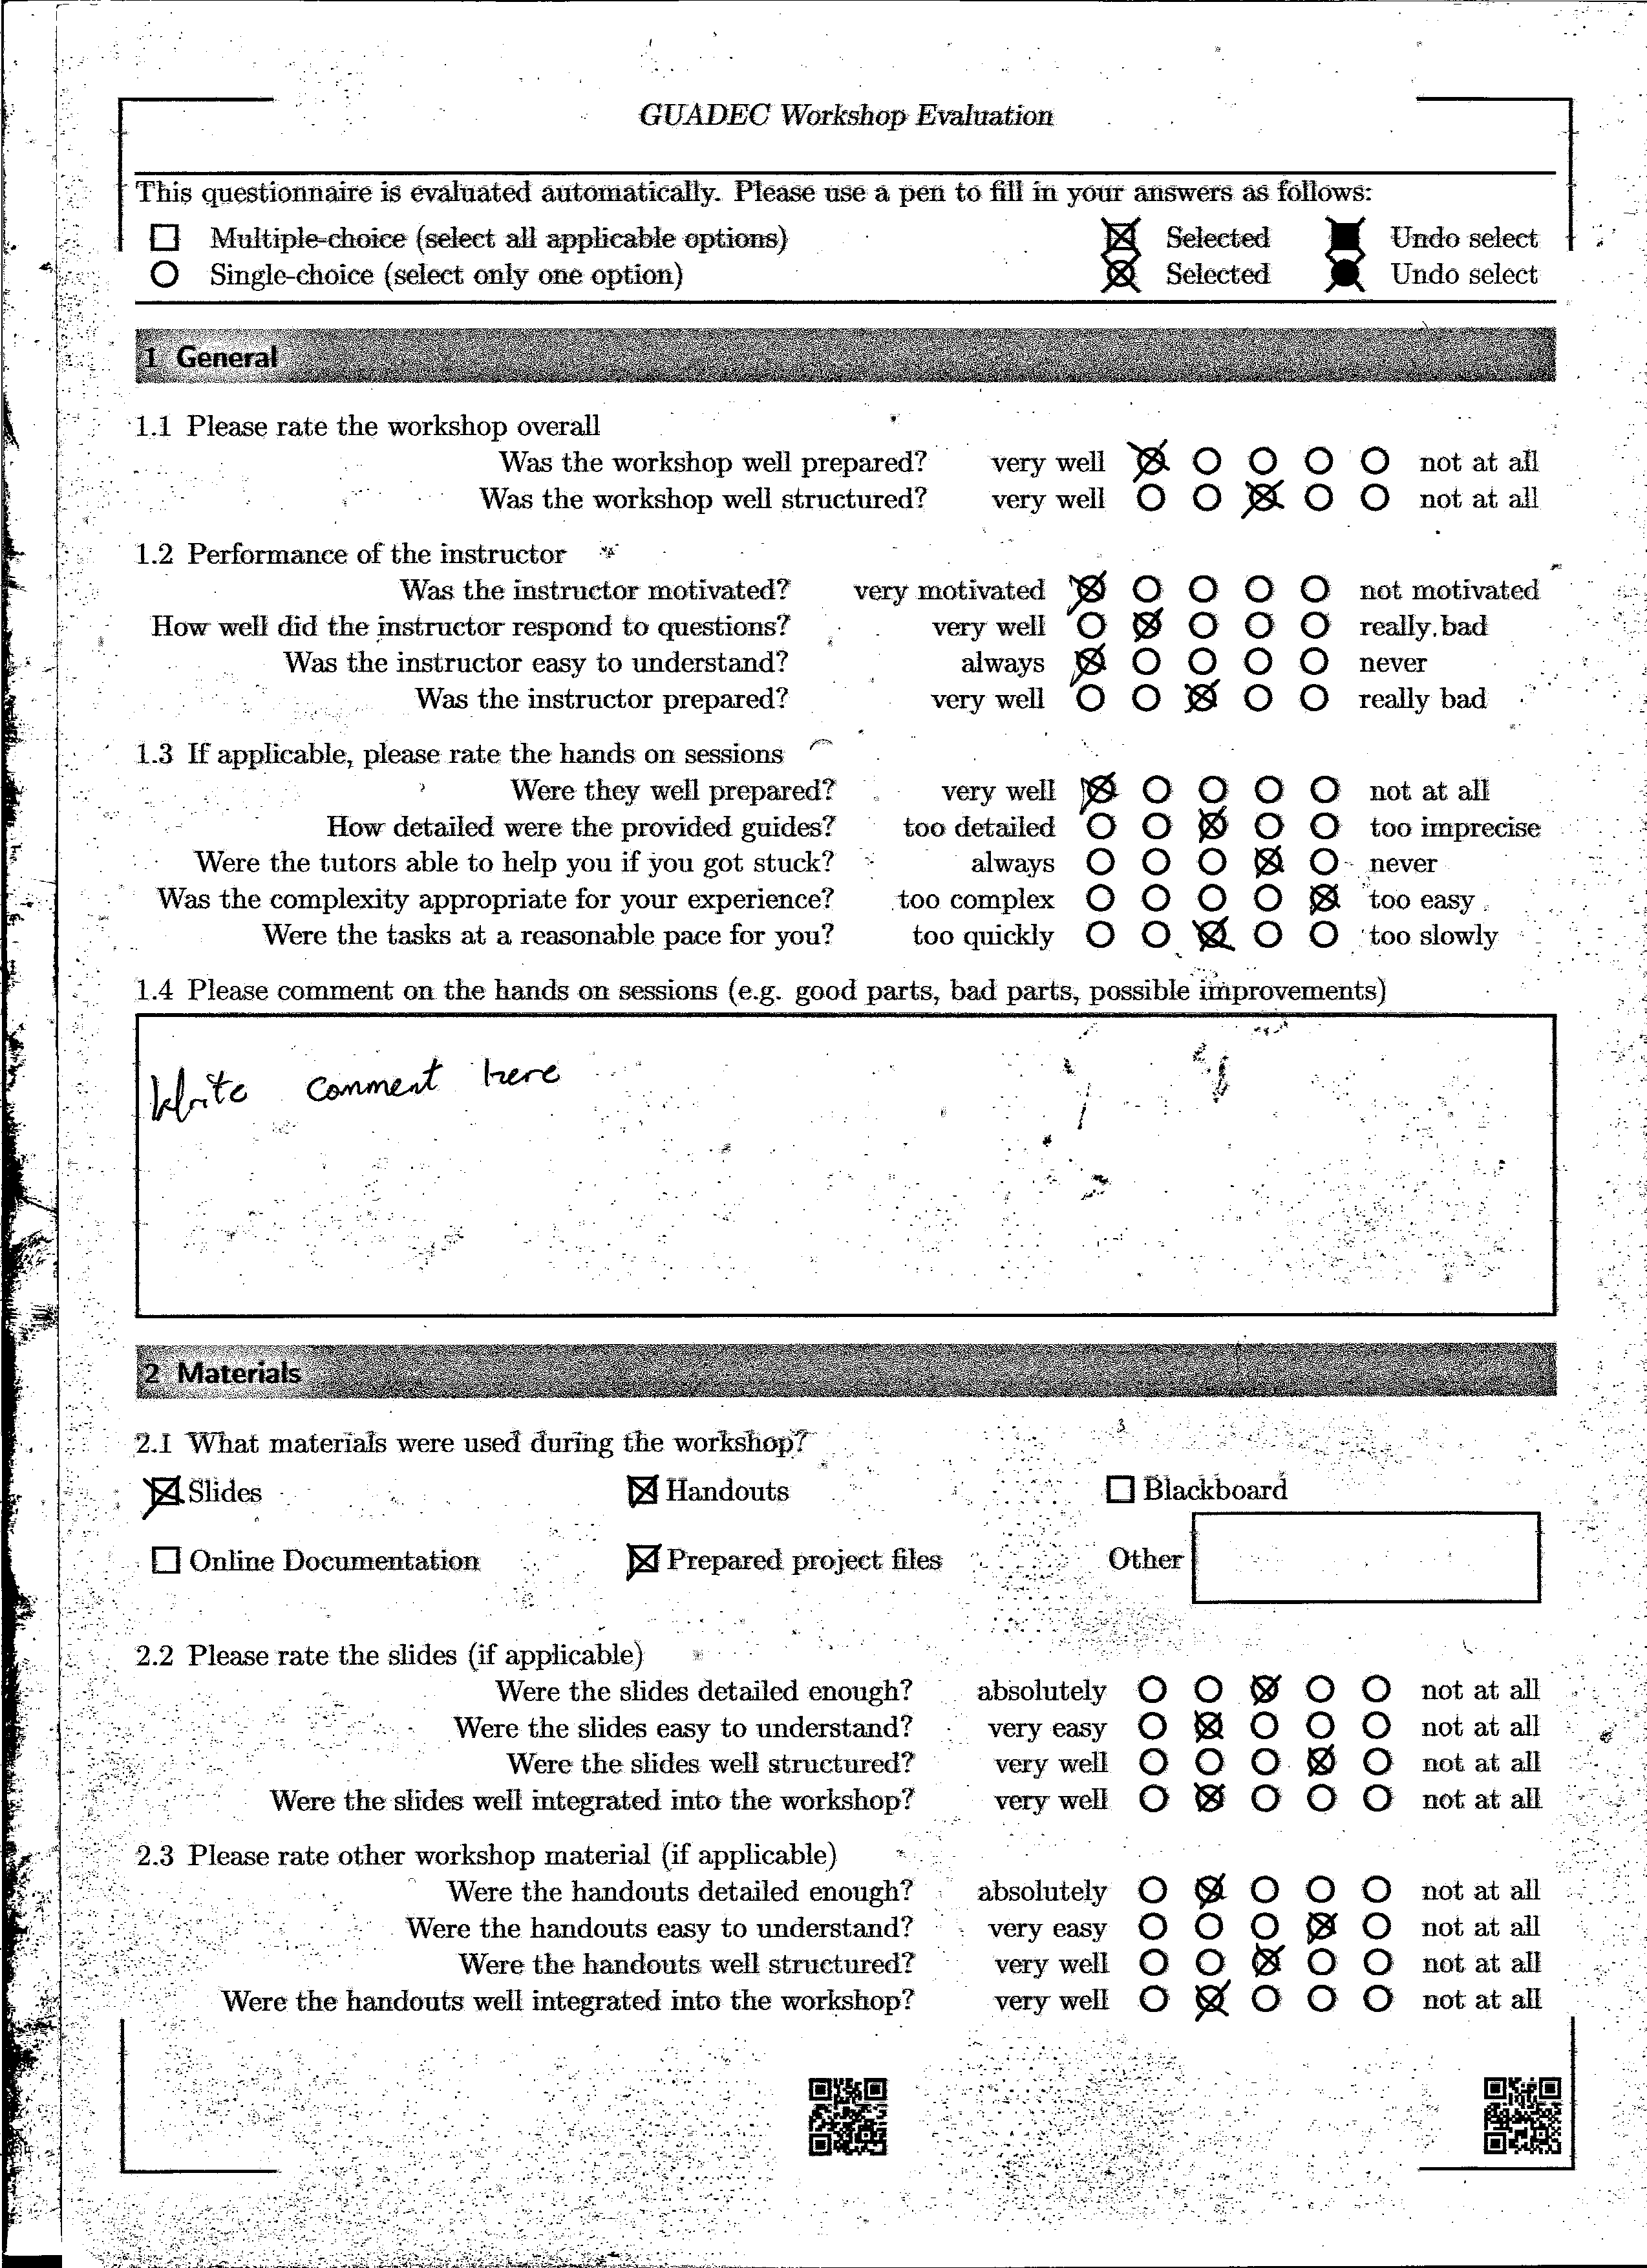 GUADEC Workshop Evaluation
This questionnaire is evaluated automatically. Please use a pen to fill in your answers as follows:
Multiple-choice (select all applicable options) Selected Undo select
Single-choice (select only one option) Selected Undo select
1 General
1.1 Please rate the workshop overall
Was the workshop well prepared? very well not at all
Was the workshop well structured? very well not at all
1.2 Performance of the instructor
Was the instructor motivated? very motivated not motivated
How well did the instructor respond to questions? very well really bad
Was the instructor easy to understand? always never
Was the instructor prepared? very well really bad
1.3 If applicable, please rate the hands on sessions
Were they well prepared? very well not at all
How detailed were the provided guides? too detailed too imprecise
Were the tutors able to help you if you got stuck? always never
Was the complexity appropriate for your experience? too complex too easy
Were the tasks at a reasonable pace for you? too quickly too slowly
1.4 Please comment on the hands on sessions (e.g. good parts, bad parts, possible improvements)
Write comment here
2 Materials
2.1 What materials were used during the workshop?
Slides Handouts Blackboard
Online Documentation Prepared project files Other
2.2 Please rate the slides (if applicable)
Were the slides detailed enough? absolutely not at all
Were the slides easy to understand? very easy not at all
Were the slides well structured? very well not at all
Were the slides well integrated into the workshop? very well not at all
2.3 Please rate other workshop material (if applicable)
Were the handouts detailed enough? absolutely not at all
Were the handouts easy to understand? very easy not at all
Were the handouts well structured? very well not at all
Were the handouts well integrated into the workshop? very well not at all